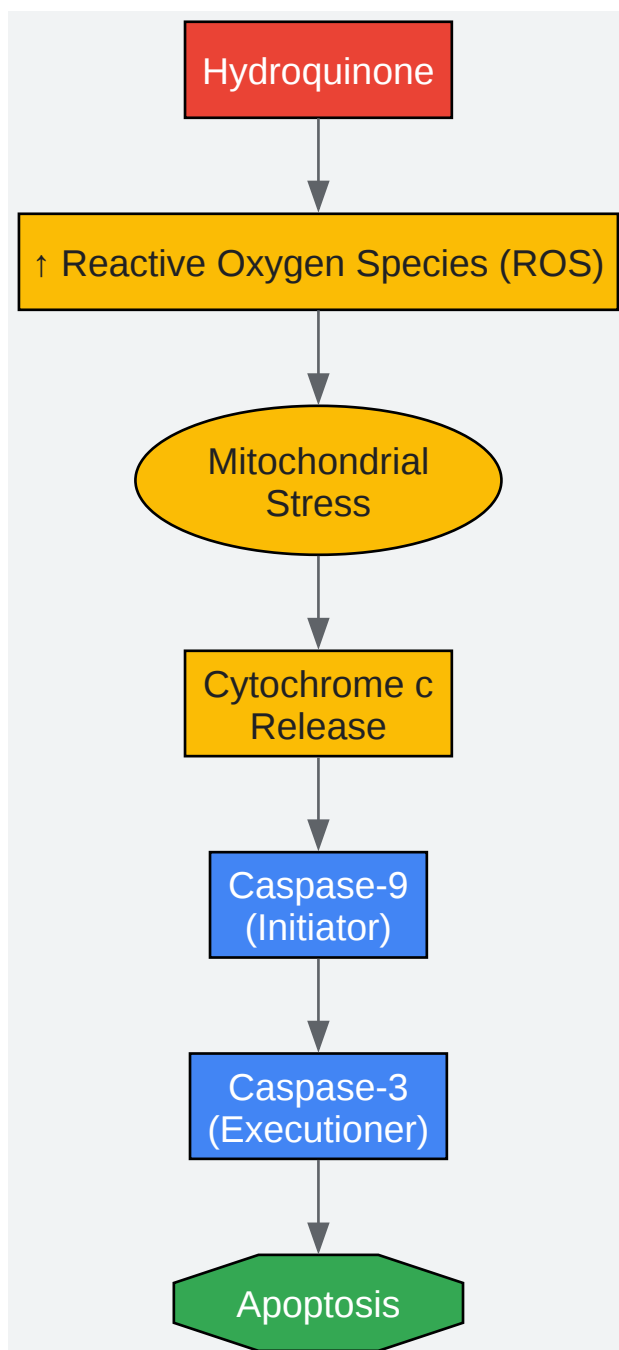 Hydroquinone
↑ Reactive Oxygen Species (ROS)
Mitochondrial
Stress
Cytochrome c
Release
Caspase-9
(Initiator)
Caspase-3
(Executioner)
Apoptosis